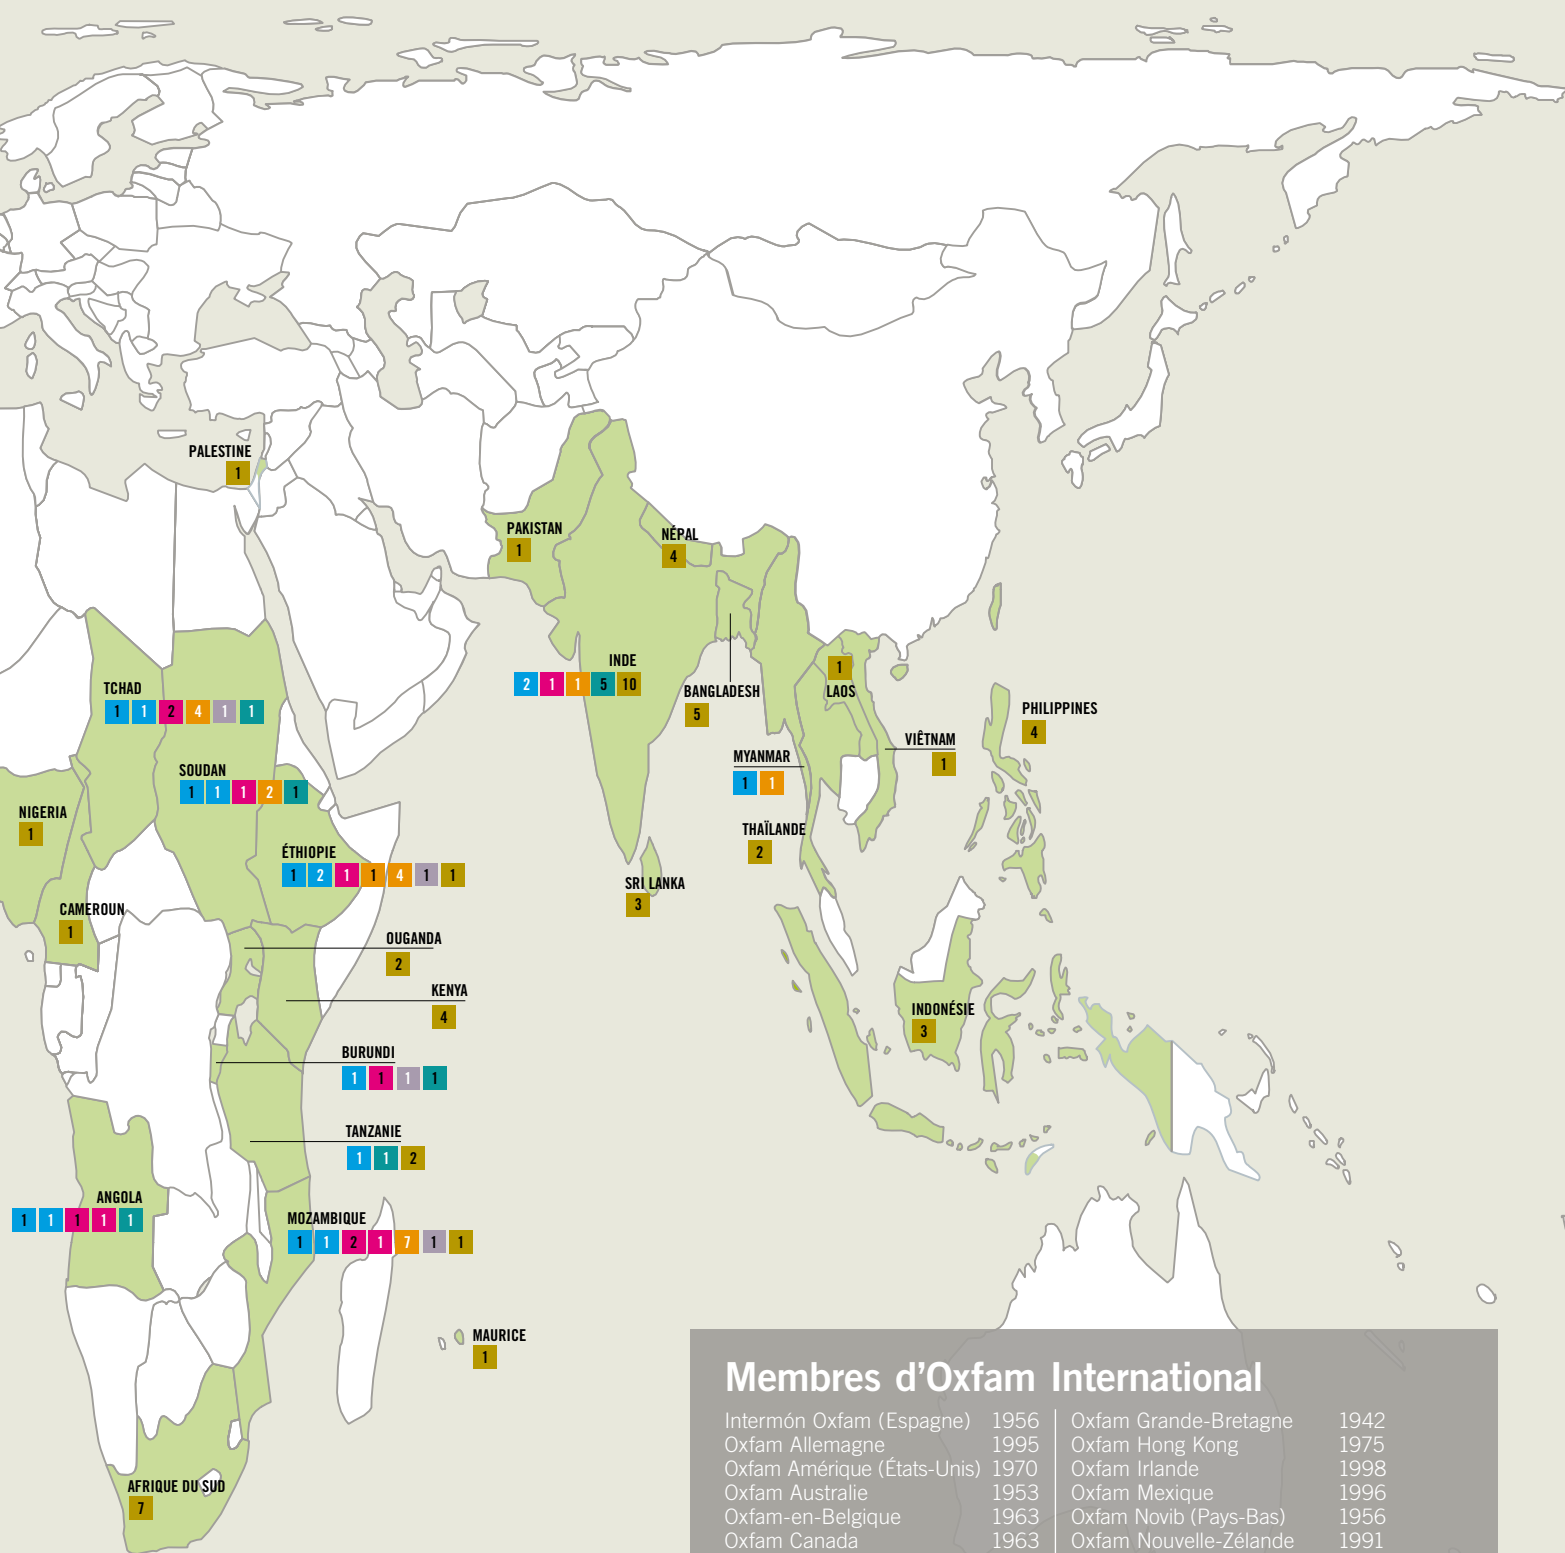 PALESTINE
1
PAKISTAN
1
NÉPAL
4
INDE
2 1 1 5 10
BANGLADESH
5
1
LAOS
PHILIPPINES
4
VIÊTNAM
1
MYANMAR
1 1
THAÏLANDE
2
SRI LANKA
3
TCHAD
1 1 2 4 1 1
SOUDAN
1 1 1 2 1
NIGERIA
1
ÉTHIOPIE
1 2 1 1 4 1 1
CAMEROUN
1
OUGANDA
2
KENYA
4
INDONÉSIE
3
BURUNDI
1 1 1 1
TANZANIE
1 1 2
ANGOLA
1 1 1 1 1
MOZAMBIQUE
1 1 2 1 7 1 1
MAURICE
1
AFRIQUE DU SUD
7
Membres d'Oxfam International
Intermón Oxfam (Espagne) 1956
Oxfam Allemagne 1995
Oxfam Amérique (États-Unis) 1970
Oxfam Australie 1953
Oxfam-en-Belgique 1963
Oxfam Canada 1963
Oxfam Grande-Bretagne 1942
Oxfam Hong Kong 1975
Oxfam Irlande 1998
Oxfam Mexique 1996
Oxfam Novib (Pays-Bas) 1956
Oxfam Nouvelle-Zélande 1991